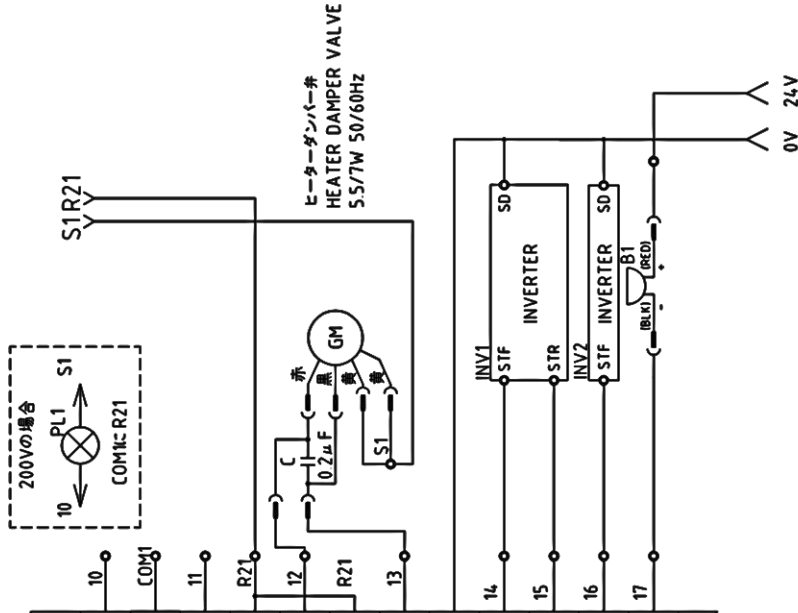 200Vの場合
PL1
10
S1
COM1にR21
S1
R21
ヒーターダンパー弁
HEATER DAMPER VALVE
5.5/7W 50/60Hz
GM
赤
黒
黄
黄
C
0.2μF
S1
10
COM1
11
R21
12
R21
13
14
15
16
17
INV1
STF
STR
INVERTER
SD
INV2
STF
INVERTER
SD
B1
(BLK)
(RED)
-
+
0V
24V